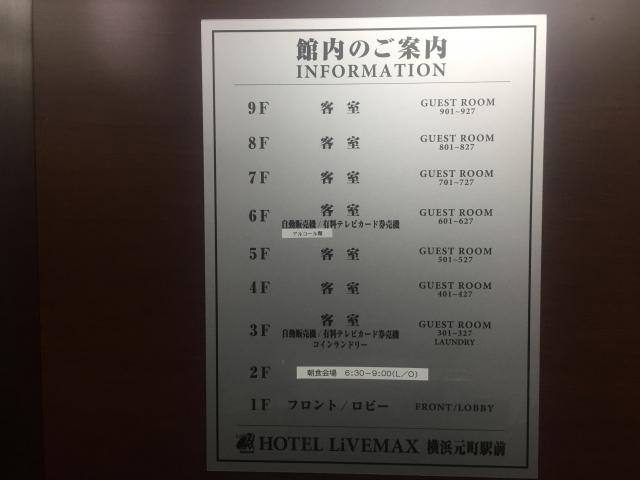 館内のご案内
INFORMATION
9F 客室 GUEST ROOM
901~927
8F 客室 GUEST ROOM
801~827
7F 客室 GUEST ROOM
701~727
6F 客室 GUEST ROOM
自動販売機/有料テレビカード券売機 601~627
アルコール類
5F 客室 GUEST ROOM
501~527
4F 客室 GUEST ROOM
401~427
3F 客室 GUEST ROOM
自動販売機/有料テレビカード券売機 301~327
コインランドリー LAUNDRY
2F 朝食会場 6:30~9:00(L/O)
1F フロント/ロビー FRONT/LOBBY
HOTEL LiVEMAX 横浜元町駅前